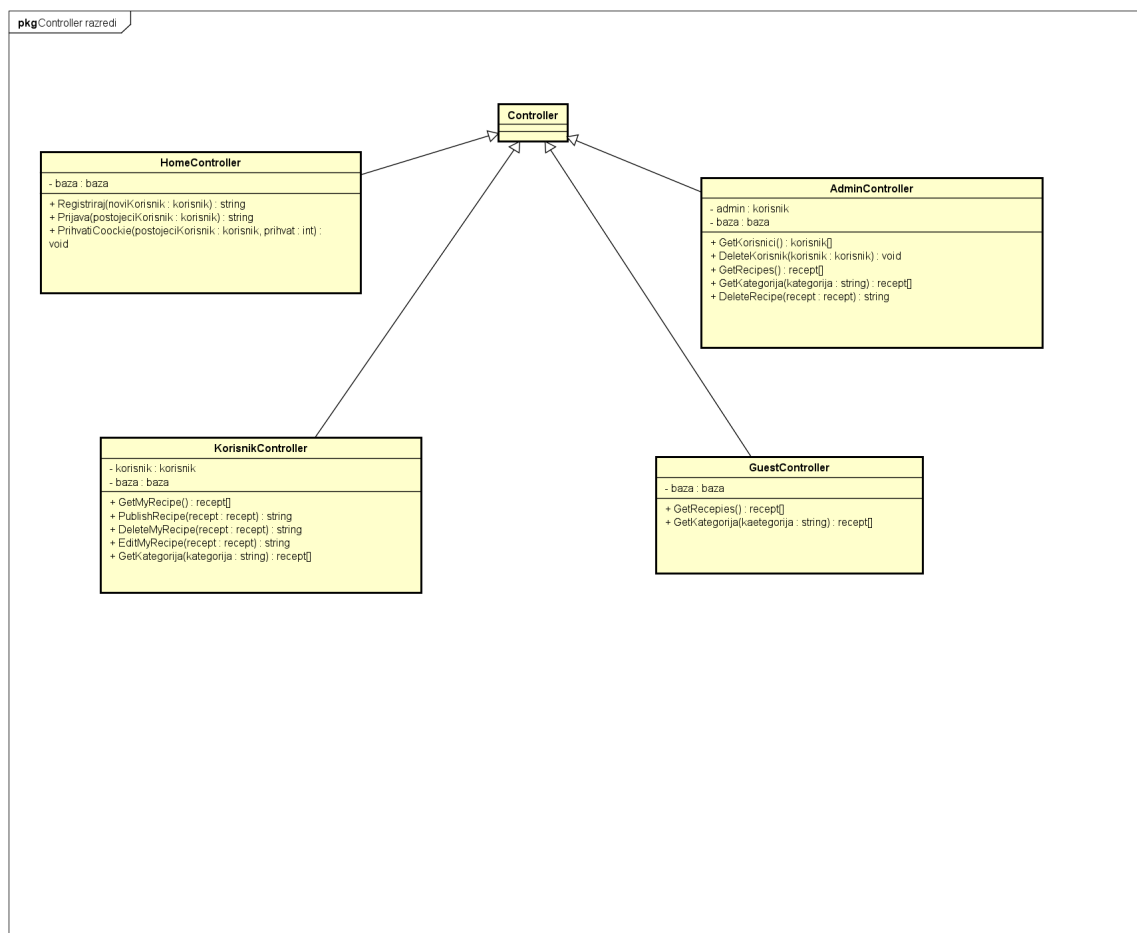 pkg Controller razredi
Controller
HomeController
- baza : baza
+ Registriraj(noviKorisnik : korisnik) : string
+ Prijava(postojeciKorisnik : korisnik) : string
+ PrihvatiCoockie(postojeciKorisnik : korisnik, prihvat : int) :
void
AdminController
- admin : korisnik
- baza : baza
+ GetKorisnici() : korisnik[]
+ DeleteKorisnik(korisnik : korisnik) : void
+ GetRecipes() : recept[]
+ GetKategorija(kategorija : string) : recept[]
+ DeleteRecipe(recept : recept) : string
KorisnikController
- korisnik : korisnik
- baza : baza
+ GetMyRecipe() : recept[]
+ PublishRecipe(recept : recept) : string
+ DeleteMyRecipe(recept : recept) : string
+ EditMyRecipe(recept : recept) : string
+ GetKategorija(kategorija : string) : recept[]
GuestController
- baza : baza
+ GetRecepies() : recept[]
+ GetKategorija(kaetegorija : string) : recept[]